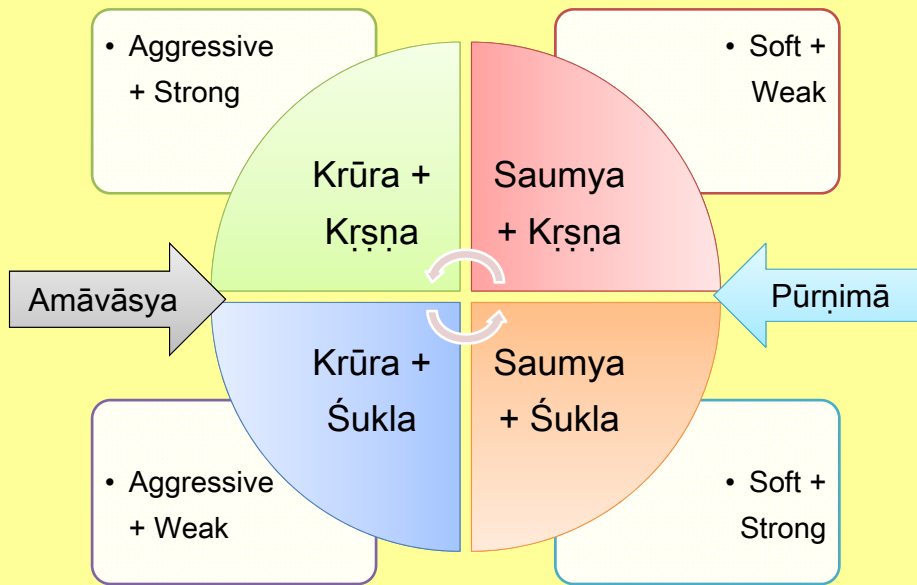 • Aggressive
+ Strong
• Soft +
Weak
Krūra +
Kṛṣṇa
Saumya
+ Kṛṣṇa
Amāvāsya
Pūrṇimā
Krūra +
Śukla
Saumya
+ Śukla
• Aggressive
+ Weak
• Soft +
Strong